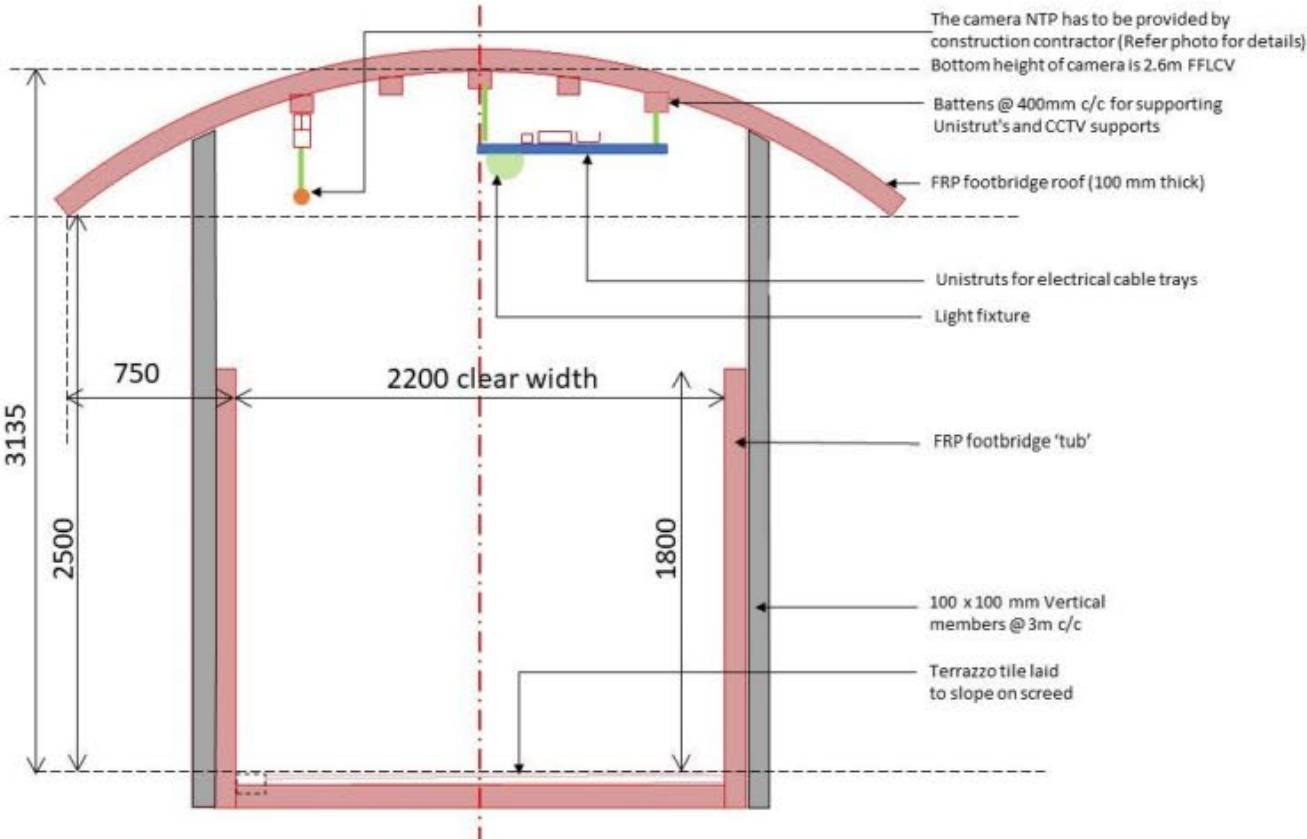 The camera NTP has to be provided by
construction contractor (Refer photo for details)
Bottom height of camera is 2.6m FFLCV
Battens @ 400mm c/c for supporting
Unistrut's and CCTV supports
FRP footbridge roof (100 mm thick)
Unistruts for electrical cable trays
Light fixture
750
2200 clear width
3135
2500
1800
FRP footbridge 'tub'
100 x 100 mm Vertical
members @ 3m c/c
Terrazzo tile laid
to slope on screed